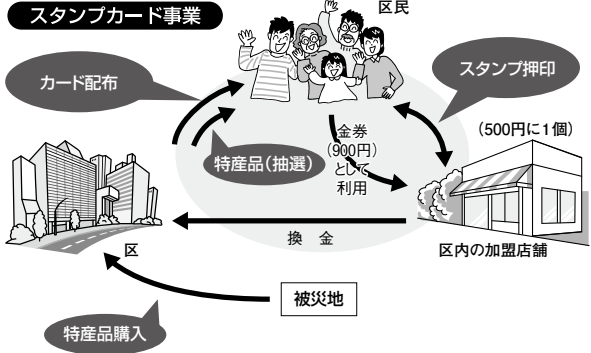 スタンプカード事業
区民
カード配布
スタンプ押印
(500円に1個)
金券
(900円)
として
利用
特産品(抽選)
換 金
区
区内の加盟店舗
被災地
特産品購入